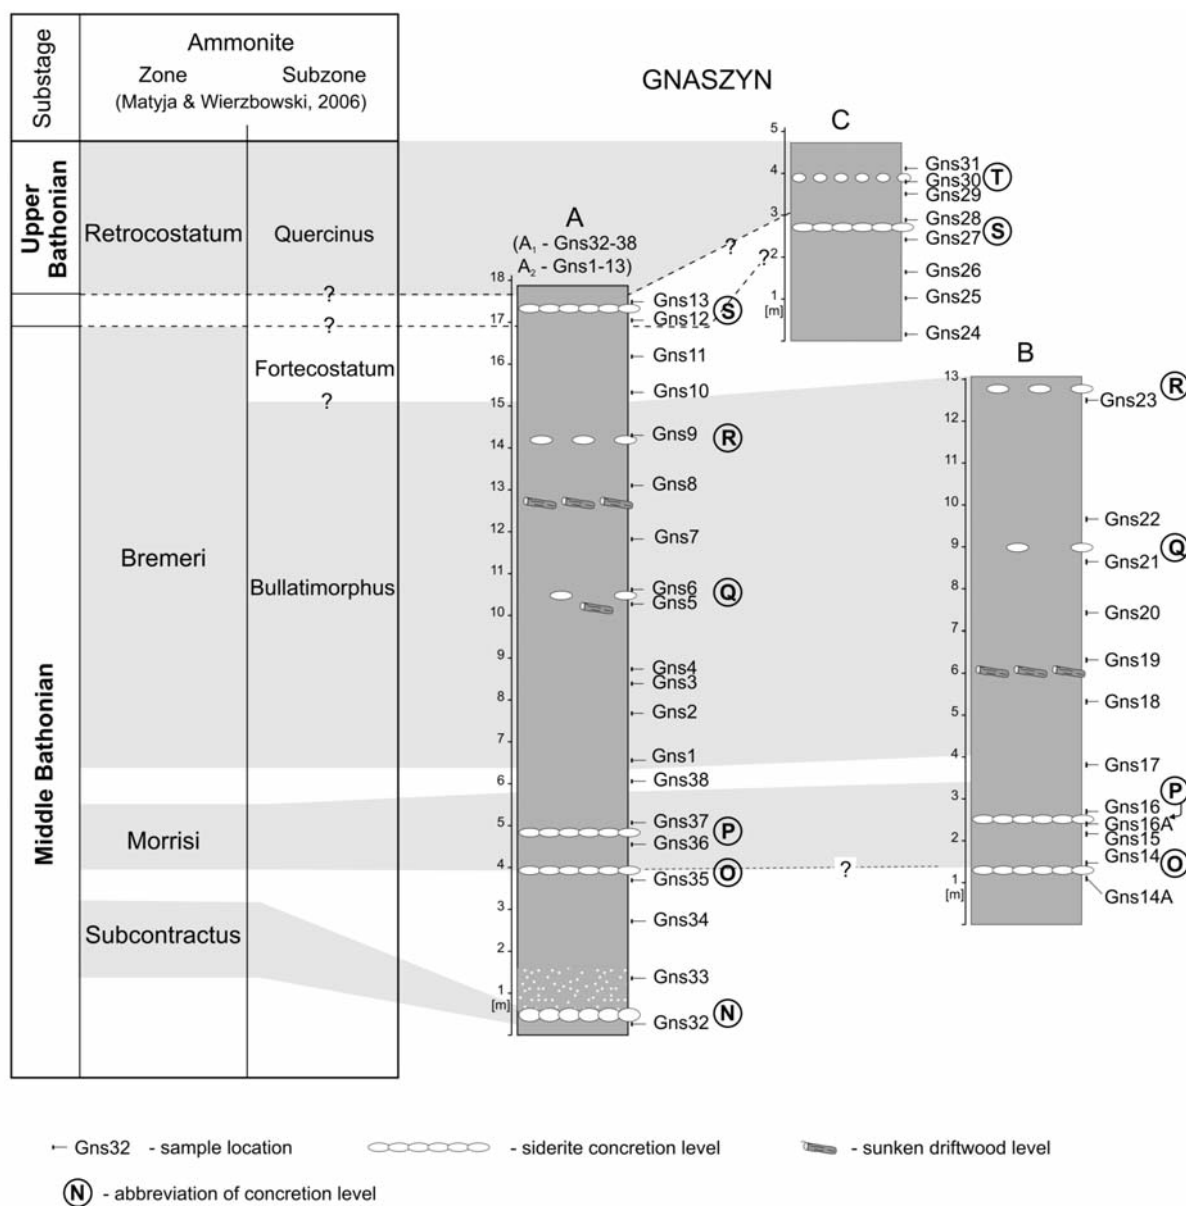 Substage
Ammonite
Zone Subzone
(Matyja & Wierzbowski, 2006)
Upper
Bathonian
Retrocostatum
Quercinus
?
?
Fortecostatum
?
Middle Bathonian
Bremeri
Bullatimorphus
Morrisi
Subcontractus
GNASZYN
A
(A₁ - Gns32-38
A₂ - Gns1-13)
18
17
16
15
14
13
12
11
10
9
8
7
6
5
4
3
2
1
[m]
Gns13
S
Gns12
Gns11
Gns10
Gns9
R
Gns8
Gns7
Gns6
Q
Gns5
Gns4
Gns3
Gns2
Gns1
Gns38
Gns37
P
Gns36
O
Gns35
Gns34
Gns33
N
Gns32
?
?
?
C
5
4
3
2
1
[m]
Gns31
T
Gns30
Gns29
Gns28
S
Gns27
Gns26
Gns25
Gns24
B
13
12
11
10
9
8
7
6
5
4
3
2
1
[m]
R
Gns23
Gns22
Q
Gns21
Gns20
Gns19
Gns18
Gns17
P
Gns16
Gns16A
Gns15
Gns14
O
Gns14A
Gns32 - sample location
- siderite concretion level
- sunken driftwood level
N - abbreviation of concretion level